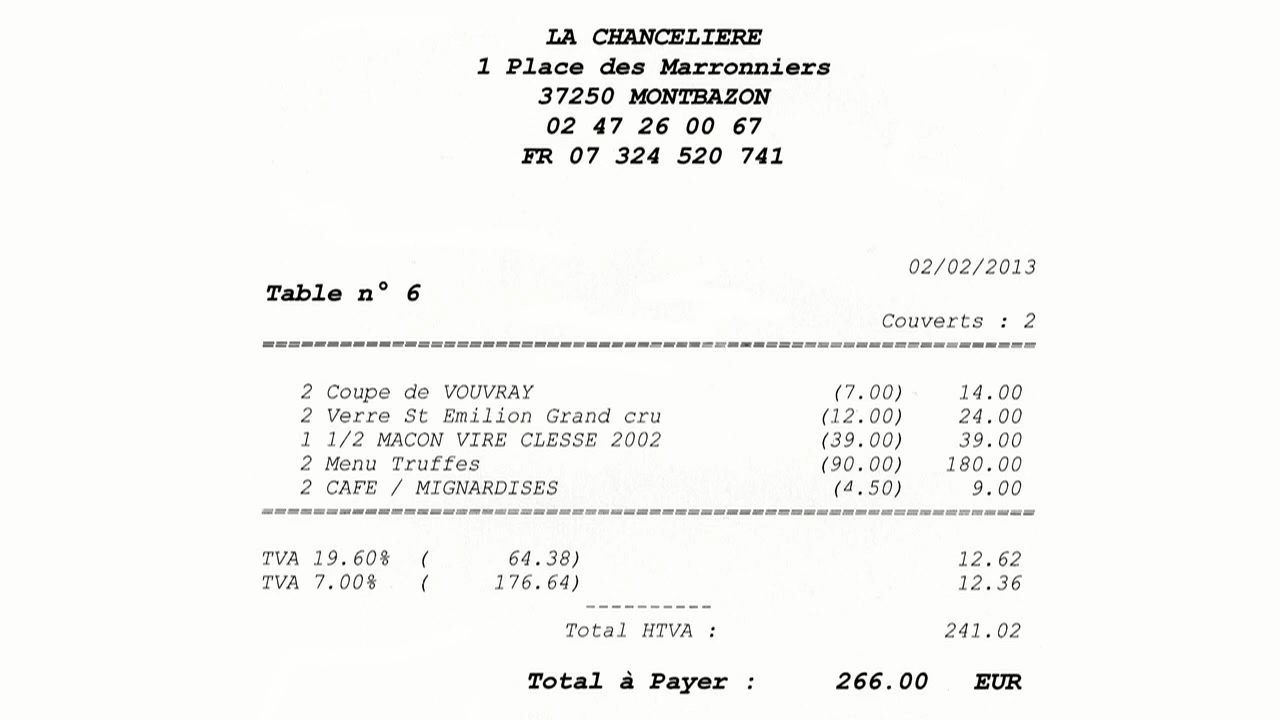 LA CHANCELIERE
1 Place des Marronniers
37250 MONTBAZON
02 47 26 00 67
FR 07 324 520 741
02/02/2013
Table n° 6
Couverts : 2
============================================================
2 Coupe de VOUVRAY (7.00) 14.00
2 Verre St Emilion Grand cru (12.00) 24.00
1 1/2 MACON VIRE CLESSE 2002 (39.00) 39.00
2 Menu Truffes (90.00) 180.00
2 CAFE / MIGNARDISES (4.50) 9.00
============================================================
TVA 19.60% ( 64.38) 12.62
TVA 7.00% ( 176.64) 12.36
----------
Total HTVA : 241.02
Total à Payer : 266.00 EUR